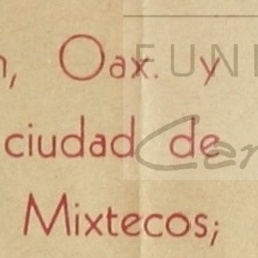 n, Oax. y
ciudad de
Mixtecos;